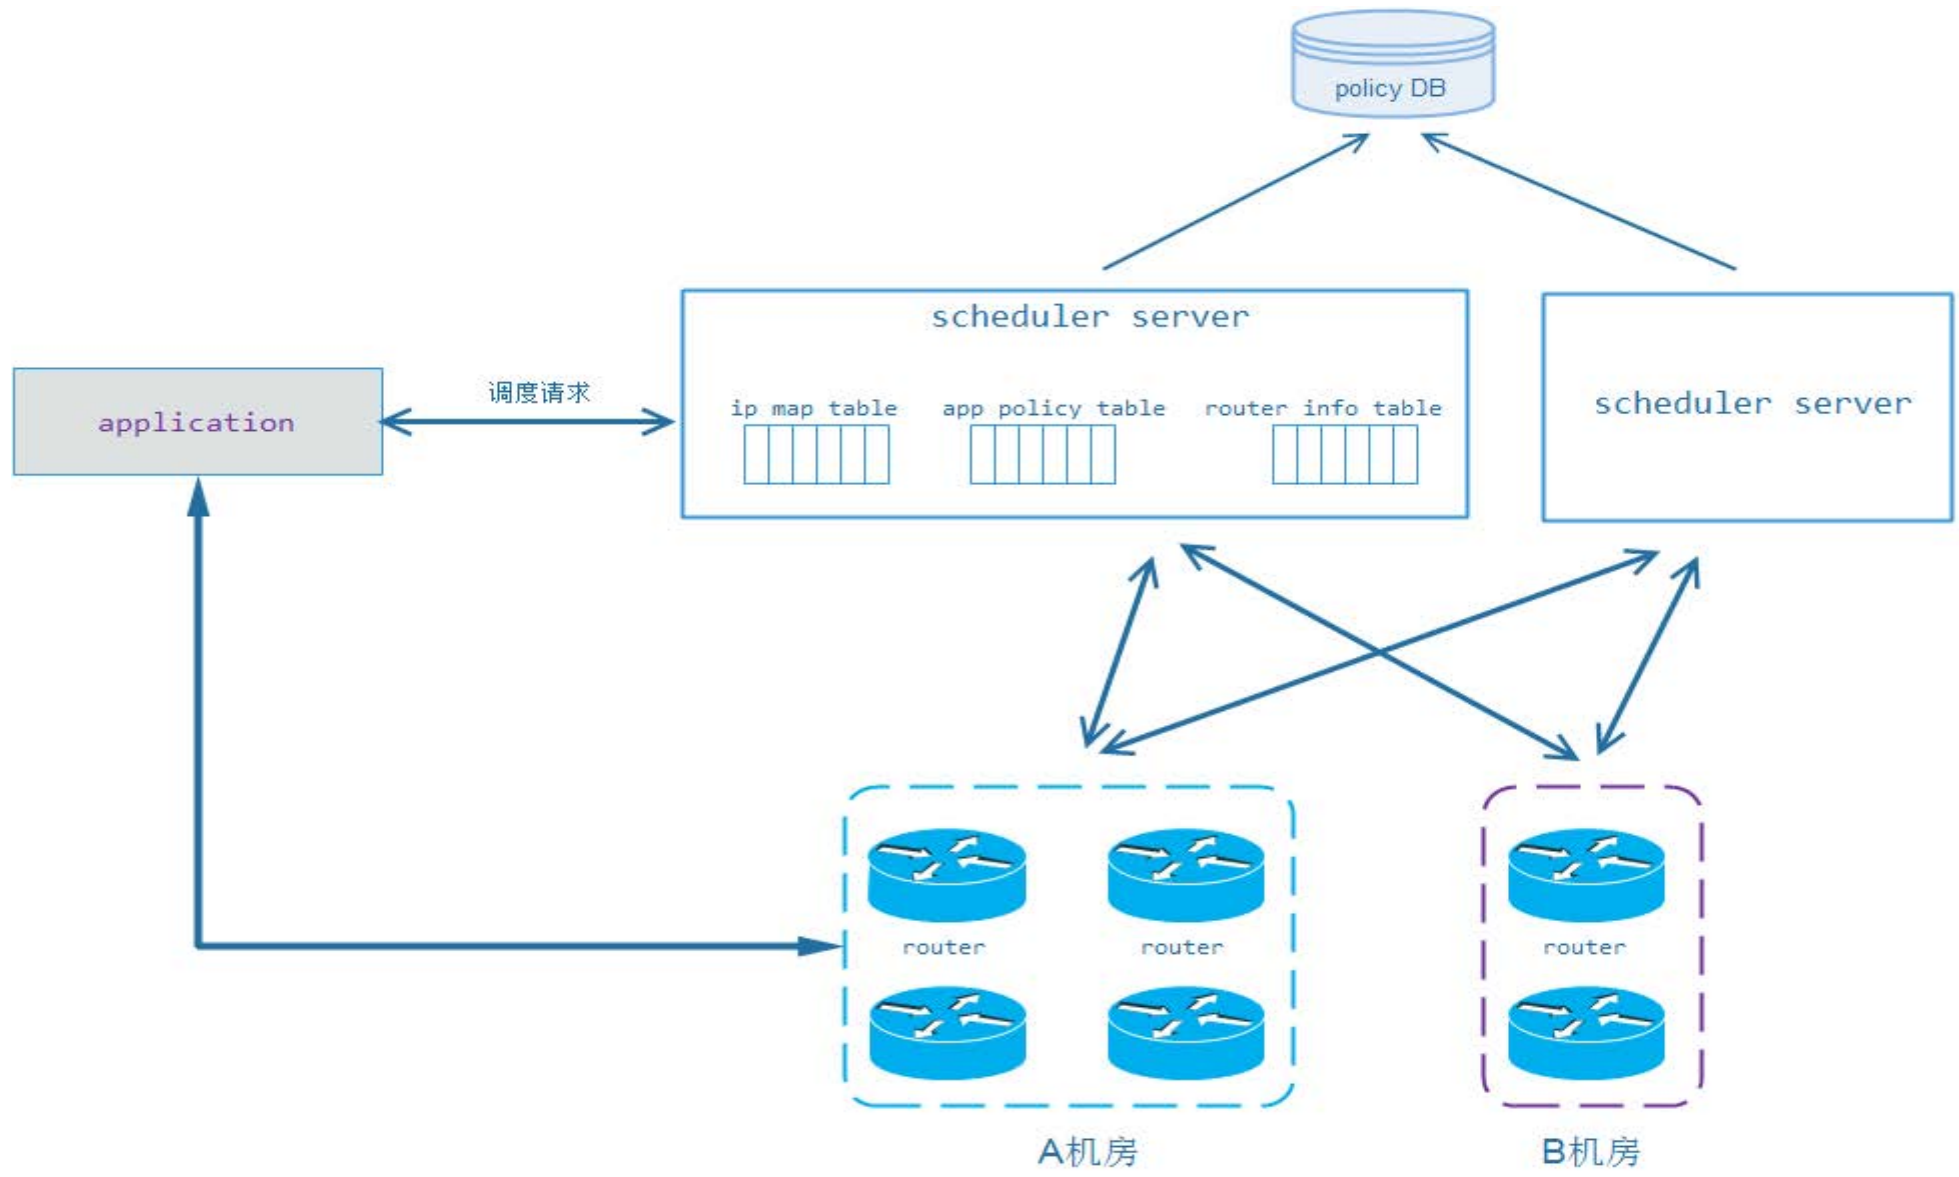 policy DB
scheduler server
scheduler server
调度请求
application
ip map table
app policy table
router info table
router
router
router
A机房
B机房